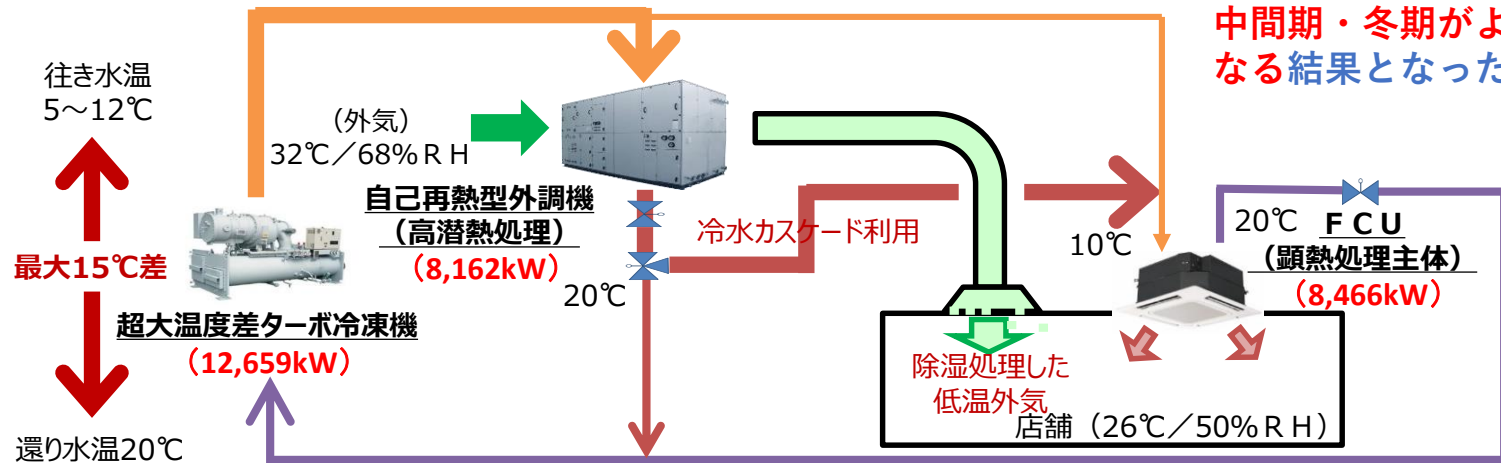 中間期・冬期がよ
なる結果となった
往き水温
5～12℃
（外気）
32℃／68%ＲＨ
自己再熱型外調機
（高潜熱処理）
（8,162kW）
冷水カスケード利用
10℃
20℃
ＦＣＵ
（顕熱処理主体）
（8,466kW）
最大15℃差
20℃
超大温度差ターボ冷凍機
（12,659kW）
除湿処理した
低温外気
店舗（26℃／50%ＲＨ）
還り水温20℃